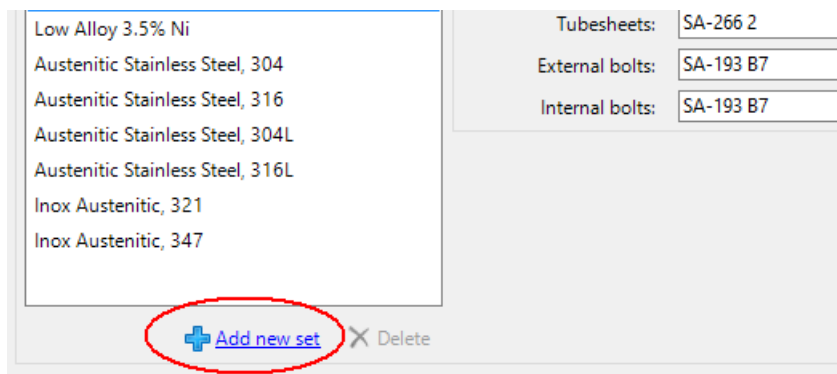 Low Alloy 3.5% Ni
Austenitic Stainless Steel, 304
Austenitic Stainless Steel, 316
Austenitic Stainless Steel, 304L
Austenitic Stainless Steel, 316L
Inox Austenitic, 321
Inox Austenitic, 347
Add new set Delete
Tubesheets: SA-266 2
External bolts: SA-193 B7
Internal bolts: SA-193 B7